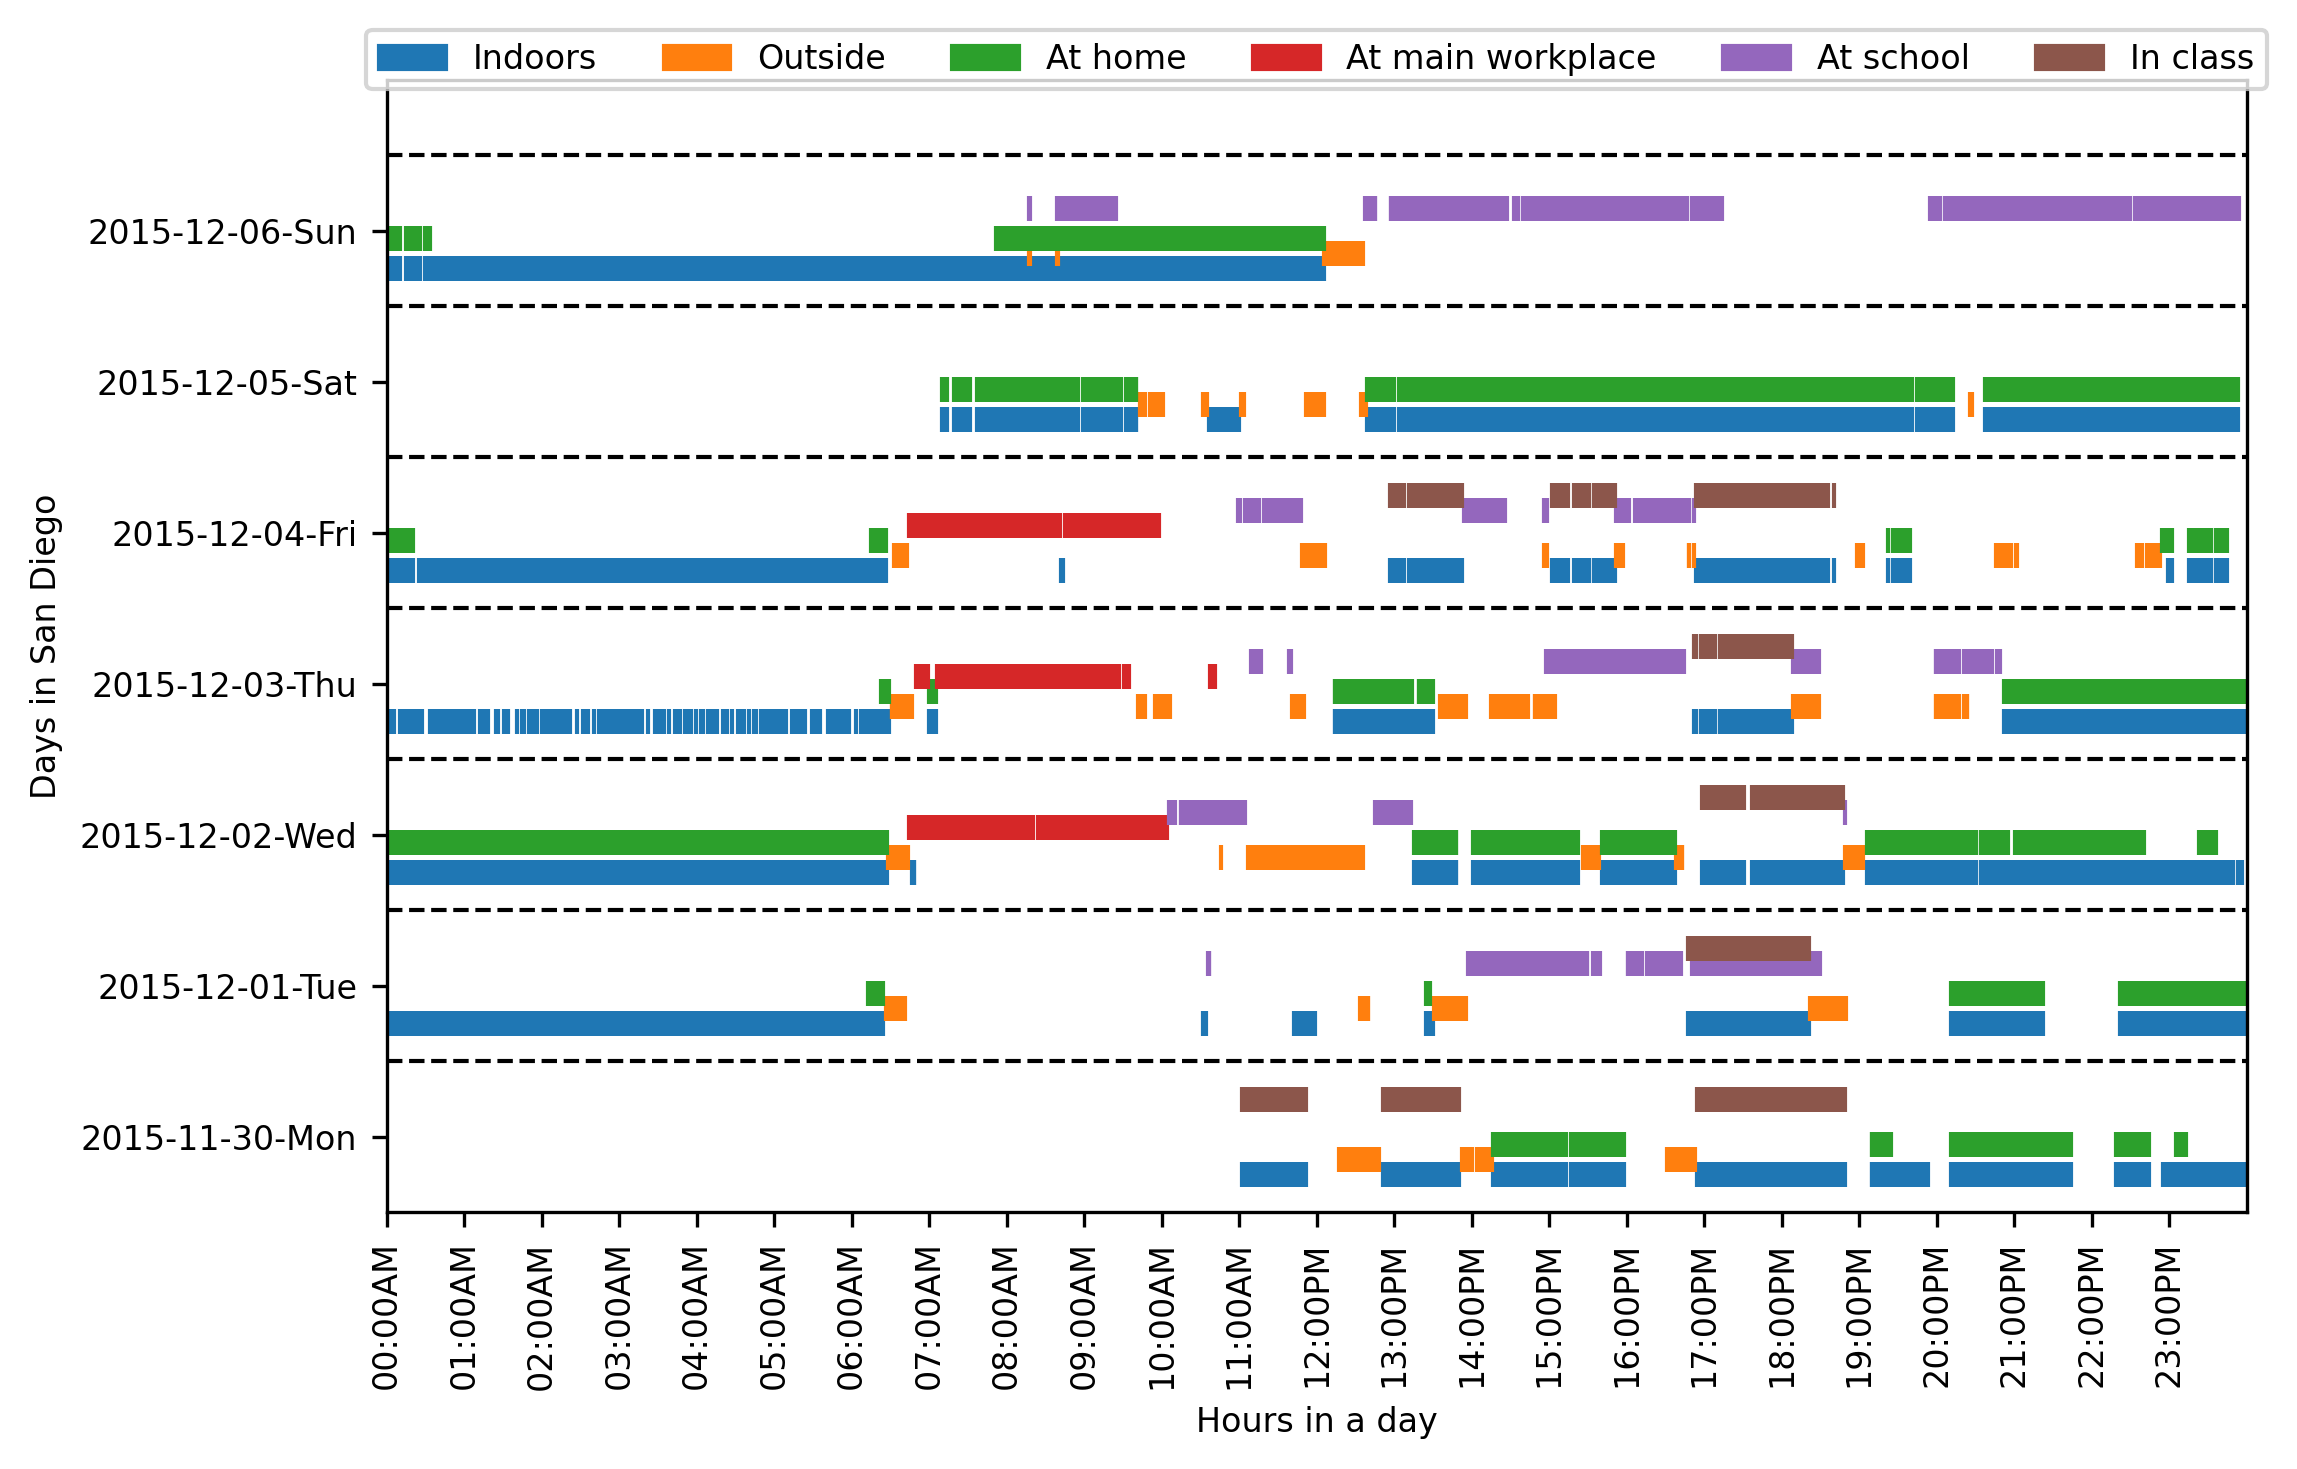 Indoors Outside At home At main workplace At school In class
Days in San Diego
2015-12-06-Sun
2015-12-05-Sat
2015-12-04-Fri
2015-12-03-Thu
2015-12-02-Wed
2015-12-01-Tue
2015-11-30-Mon
00:00AM
01:00AM
02:00AM
03:00AM
04:00AM
05:00AM
06:00AM
07:00AM
08:00AM
09:00AM
10:00AM
11:00AM
12:00PM
13:00PM
14:00PM
15:00PM
16:00PM
17:00PM
18:00PM
19:00PM
20:00PM
21:00PM
22:00PM
23:00PM
Hours in a day